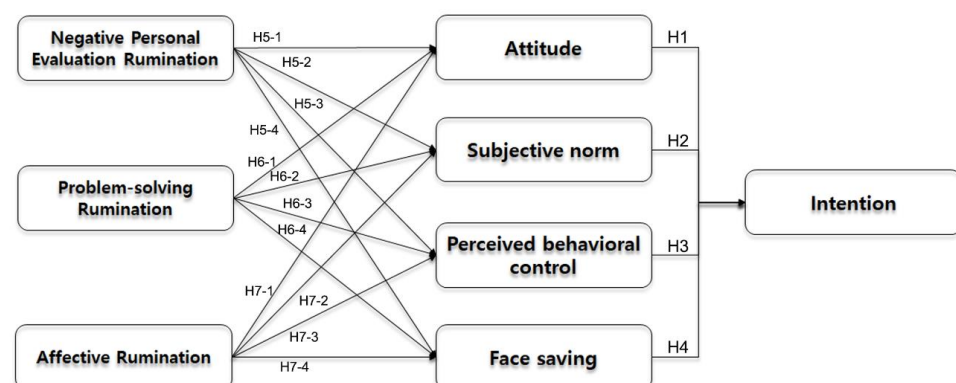 Negative Personal
Evaluation Rumination
H5-1
H5-2
H5-3
H5-4
Attitude
H1
Problem-solving
Rumination
H6-1
H6-2
H6-3
H6-4
Subjective norm
H2
Intention
Perceived behavioral
control
H3
Affective Rumination
H7-1
H7-2
H7-3
H7-4
Face saving
H4